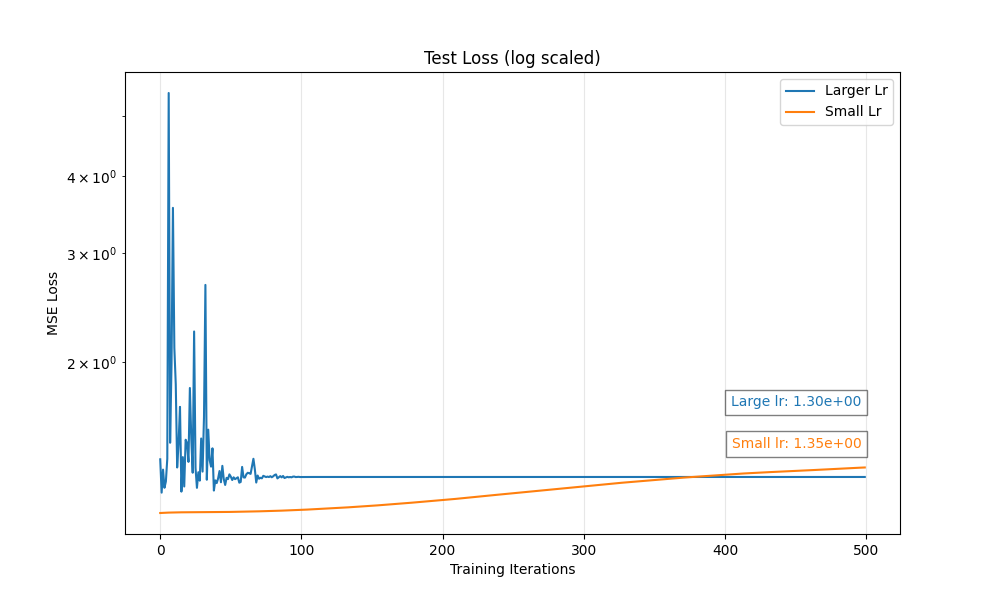 Test Loss (log scaled)
Larger Lr
Small Lr
4 × 10⁰
3 × 10⁰
2 × 10⁰
MSE Loss
Large lr: 1.30e+00
Small lr: 1.35e+00
0 100 200 300 400 500
Training Iterations